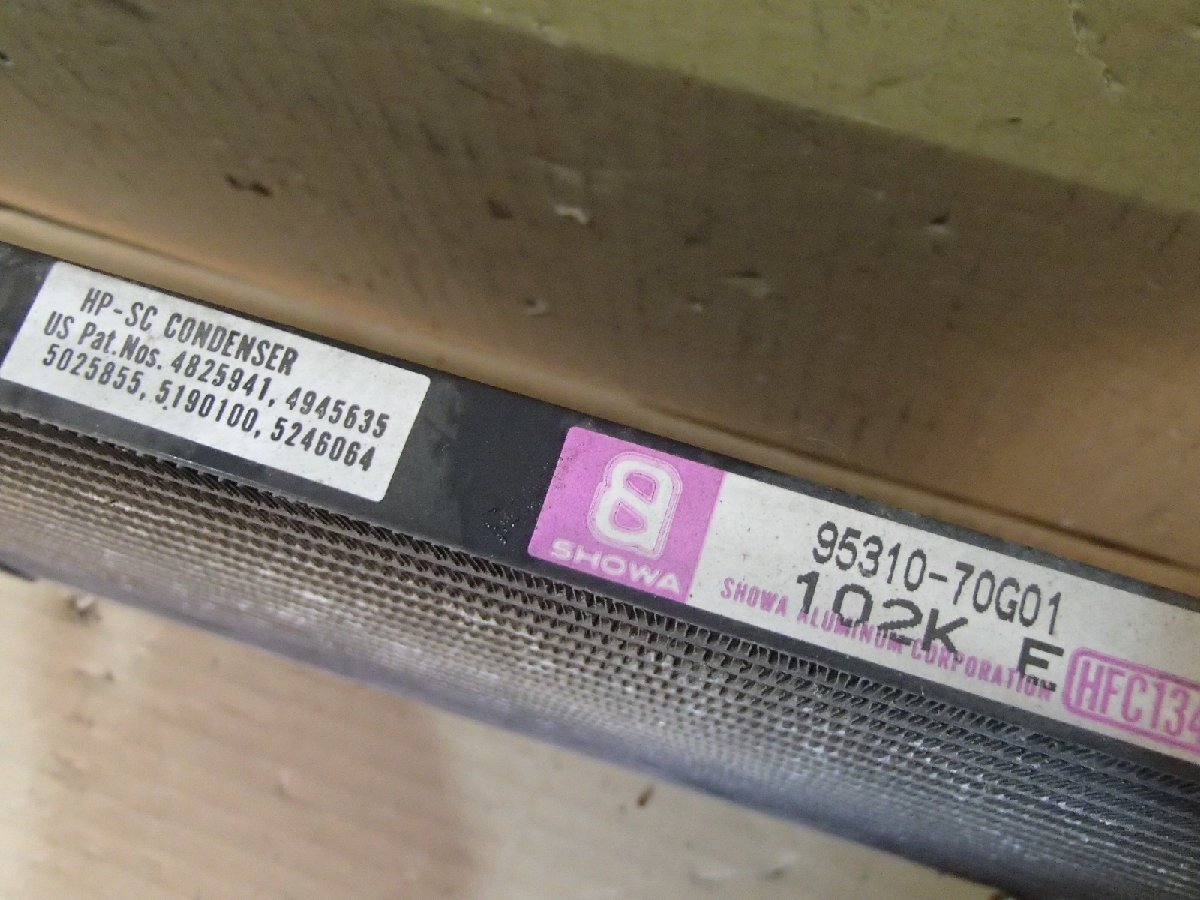 HP-SC CONDENSER
US Pat.Nos. 4825941, 4945635
5025855, 5190100, 5246064
SHOWA
95310-70G01
102K E
SHOWA ALUMINUM CORPORATION
HFC134